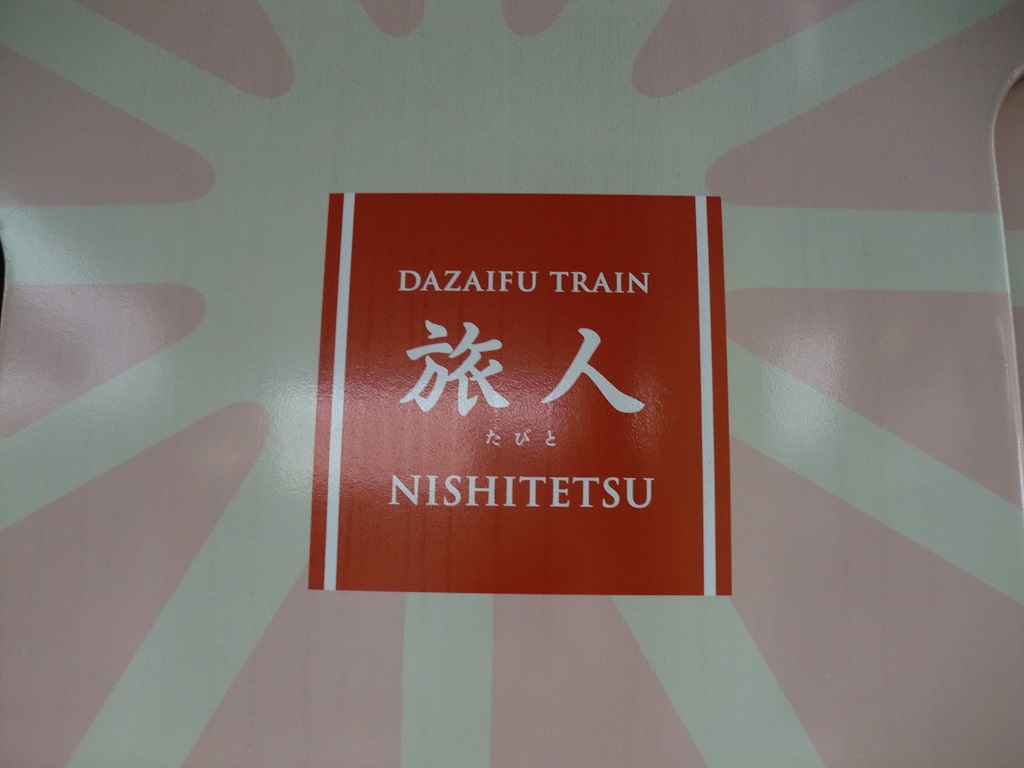 DAZAIFU TRAIN
旅人
たびと
NISHITETSU